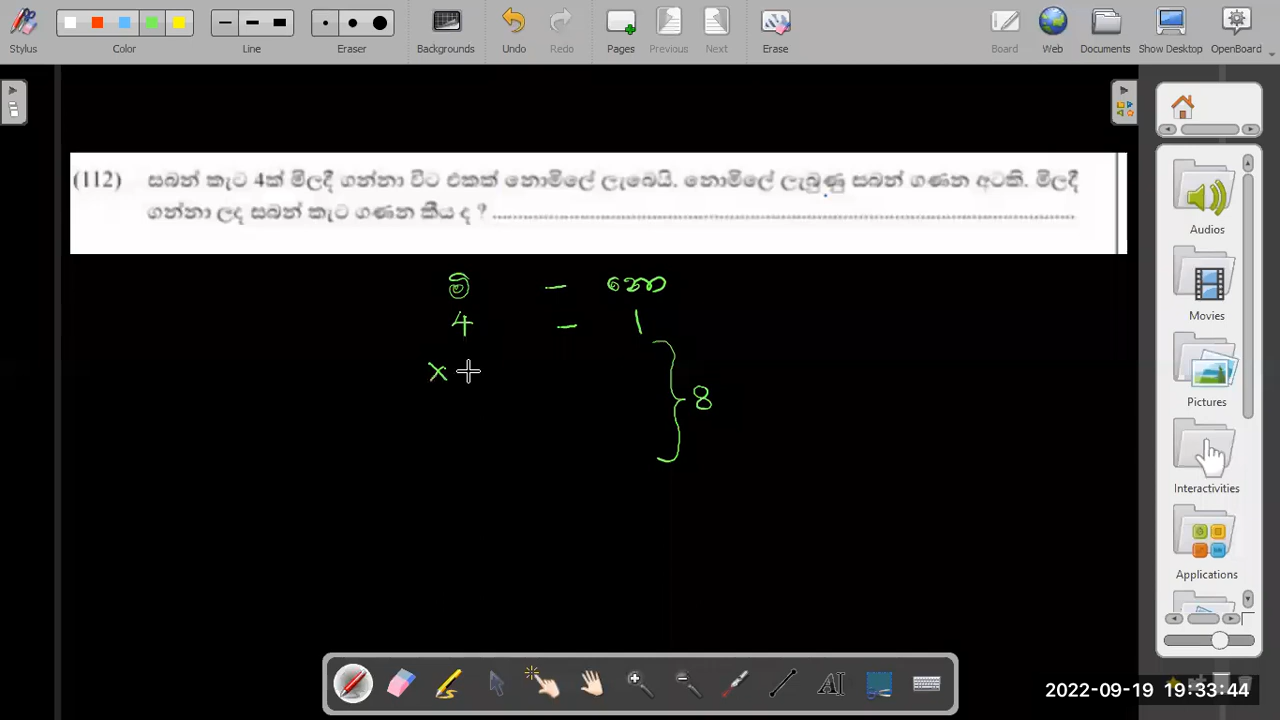 Stylus
Color
Line
Eraser
Backgrounds
Undo
Redo
Pages
Previous
Next
Erase
Board
Web
Documents
Show Desktop
OpenBoard
(112) සබන් කැට 4ක් මිලදී ගන්නා විට එකක් නොමිලේ ලැබෙයි. නොමිලේ ලැබුණු සබන් ගණන අටකි. මිලදී
ගන්නා ලද සබන් කැට ගණන කීය ද ? ................
මි - නො
4 - 1
×
8
Audios
Movies
Pictures
Interactivities
Applications
2022-09-19 19:33:44